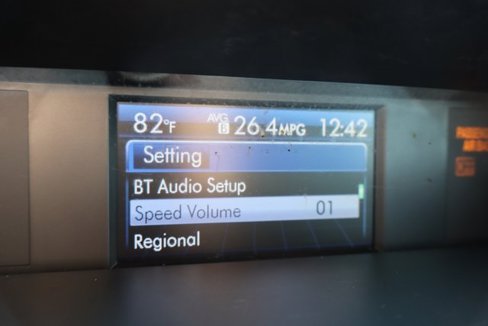 82°F AVG B 26.4MPG 12:42
Setting
BT Audio Setup
Speed Volume 01
Regional